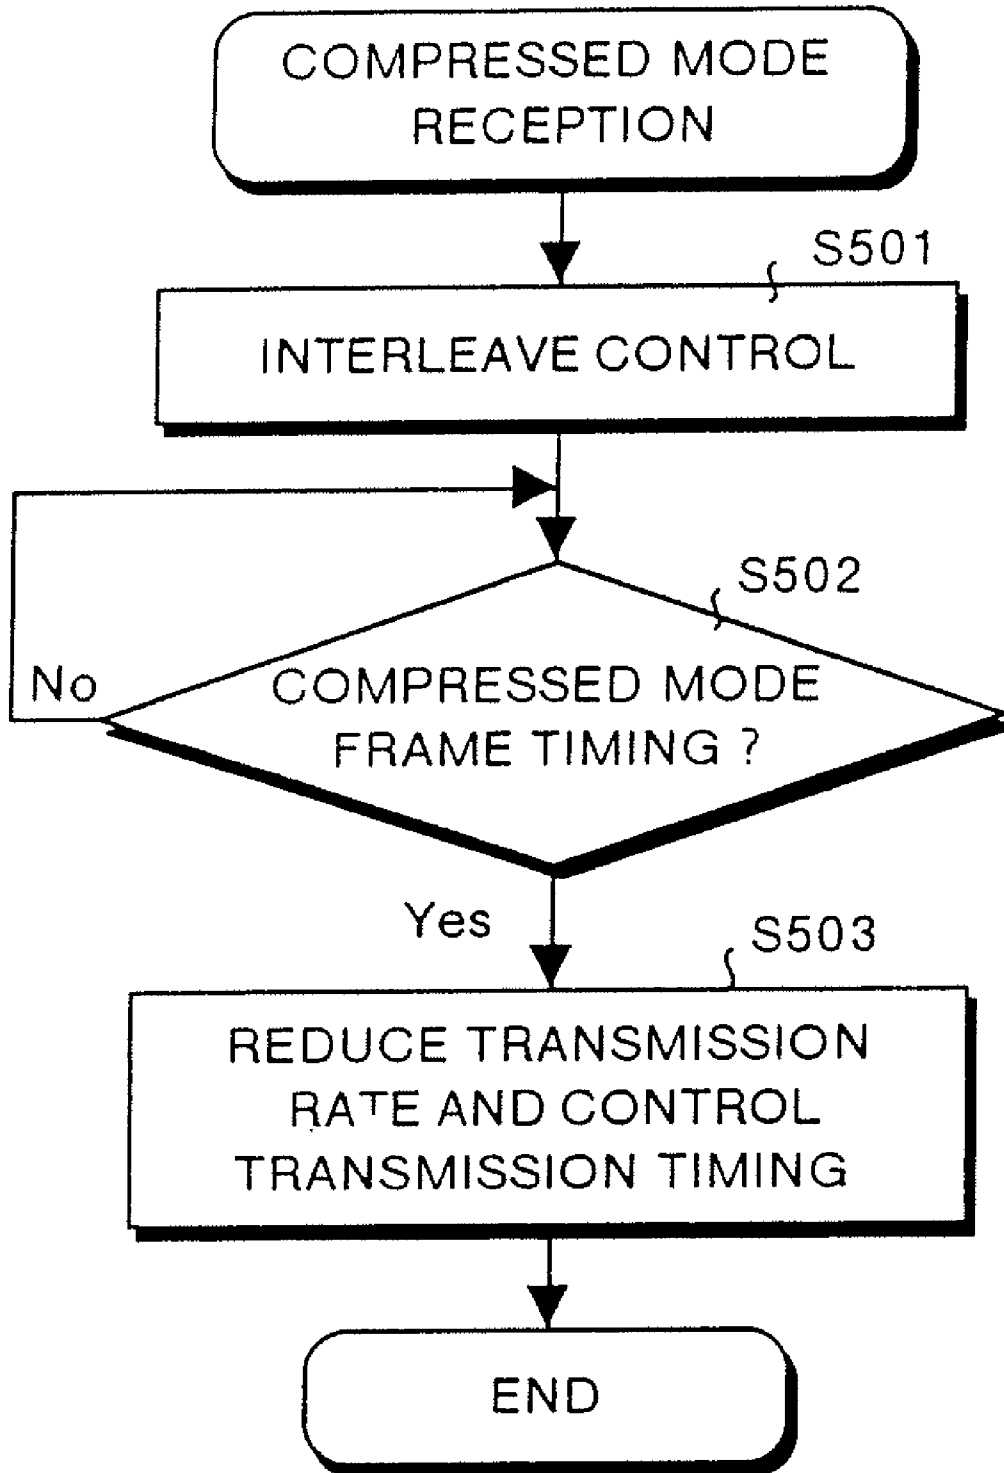 COMPRESSED MODE
RECEPTION
S501
INTERLEAVE CONTROL
S502
No
COMPRESSED MODE
FRAME TIMING ?
Yes
S503
REDUCE TRANSMISSION
RATE AND CONTROL
TRANSMISSION TIMING
END